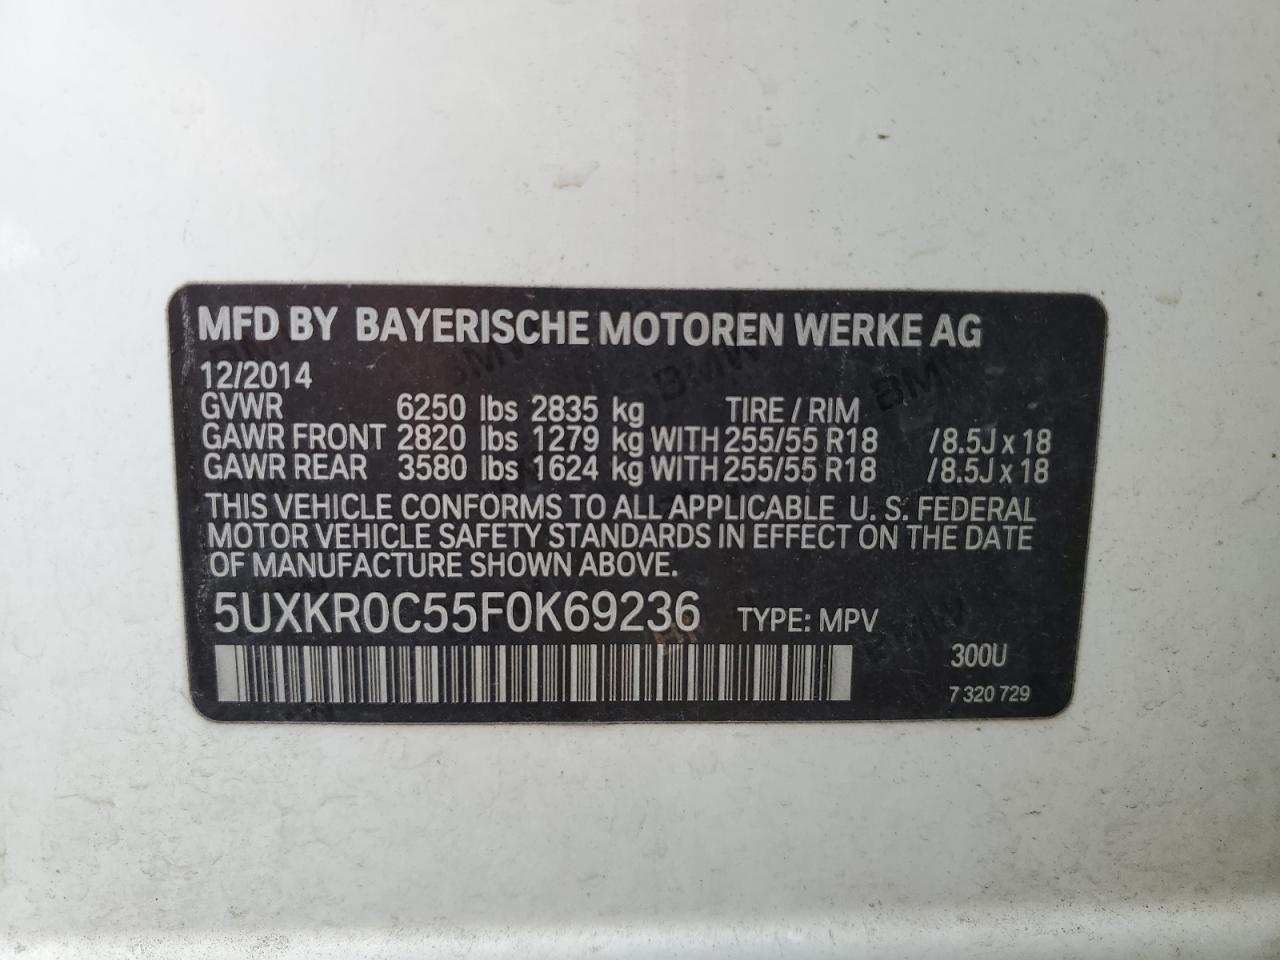 MFD BY BAYERISCHE MOTOREN WERKE AG
12/2014
GVWR 6250 lbs 2835 kg TIRE / RIM
GAWR FRONT 2820 lbs 1279 kg WITH 255/55 R18 /8.5J x 18
GAWR REAR 3580 lbs 1624 kg WITH 255/55 R18 /8.5J x 18
THIS VEHICLE CONFORMS TO ALL APPLICABLE U. S. FEDERAL
MOTOR VEHICLE SAFETY STANDARDS IN EFFECT ON THE DATE
OF MANUFACTURE SHOWN ABOVE.
5UXKR0C55F0K69236 TYPE: MPV
300U
7 320 729